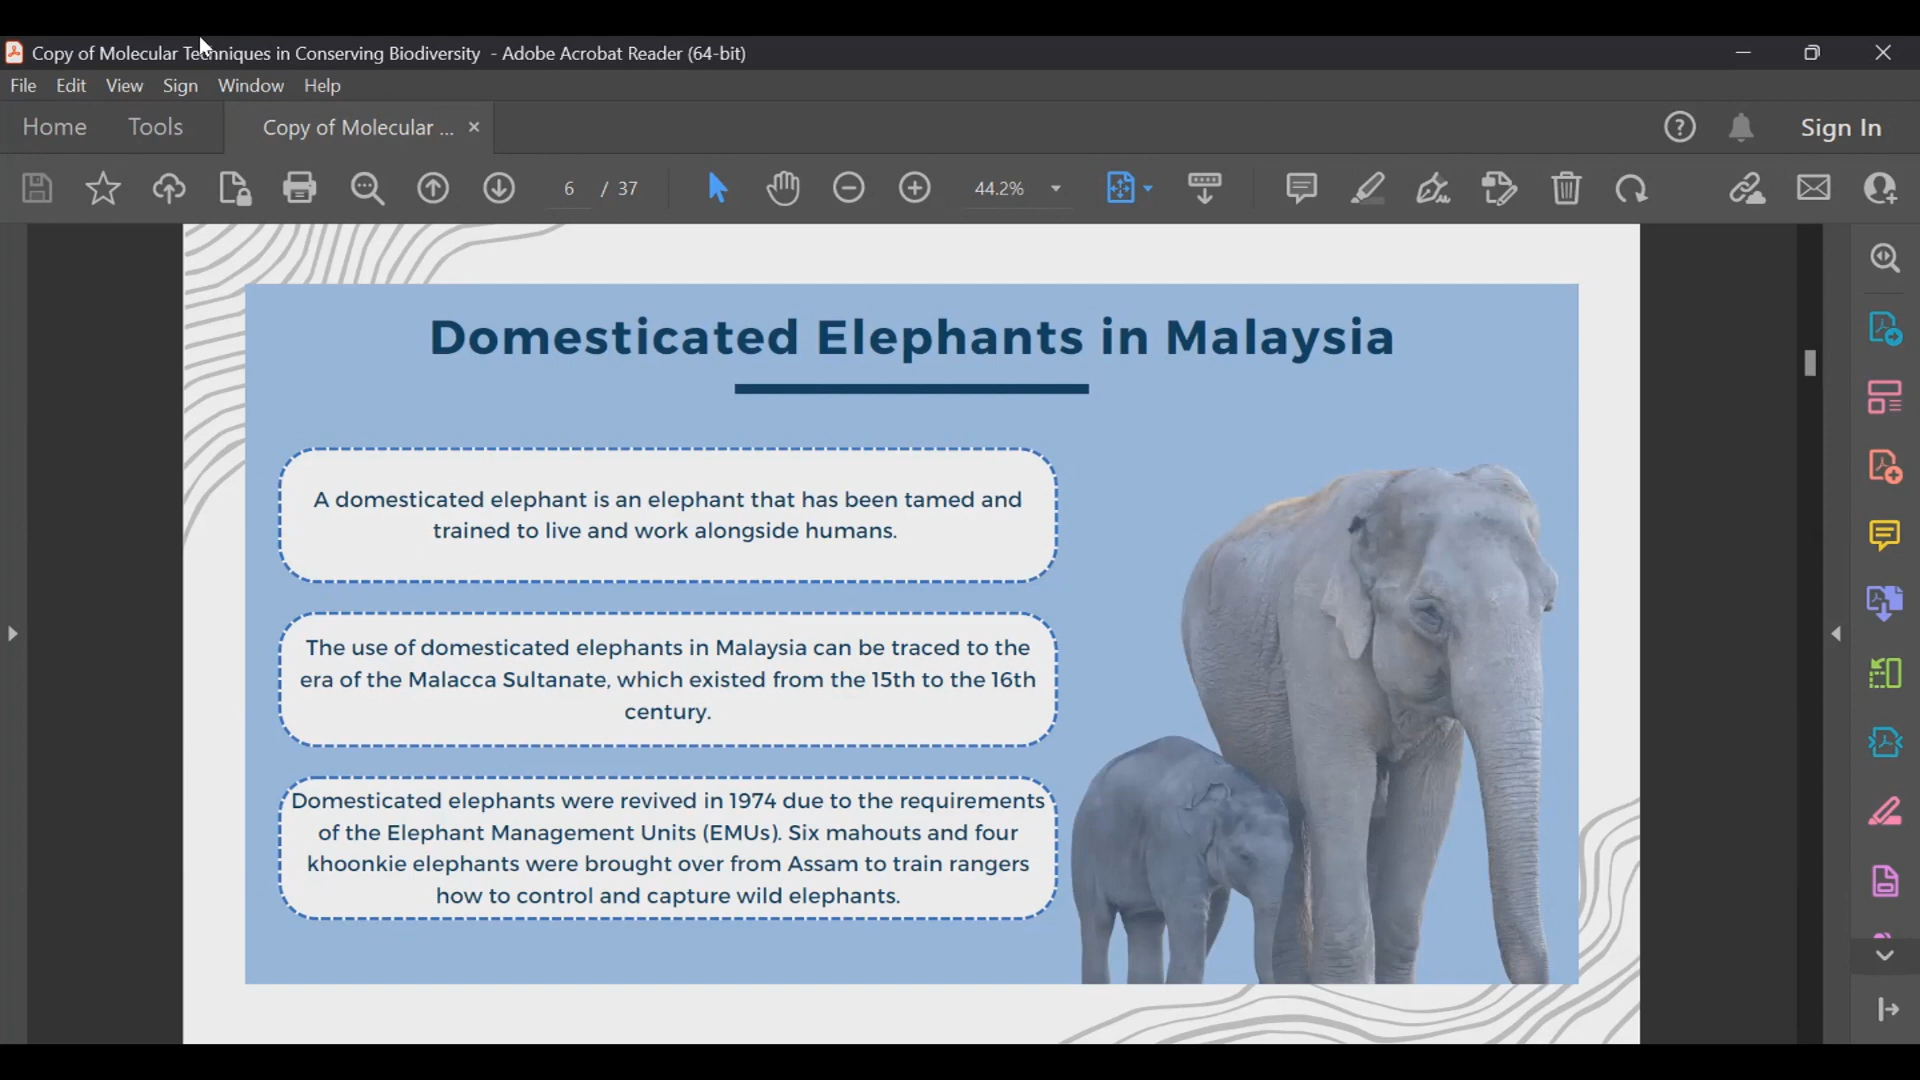 Copy of Molecular Techniques in Conserving Biodiversity - Adobe Acrobat Reader (64-bit)
File Edit View Sign Window Help
Home Tools Copy of Molecular ... Sign In
6 / 37 44.2%
Domesticated Elephants in Malaysia
A domesticated elephant is an elephant that has been tamed and
trained to live and work alongside humans.
The use of domesticated elephants in Malaysia can be traced to the
era of the Malacca Sultanate, which existed from the 15th to the 16th
century.
Domesticated elephants were revived in 1974 due to the requirements
of the Elephant Management Units (EMUs). Six mahouts and four
khoonkie elephants were brought over from Assam to train rangers
how to control and capture wild elephants.